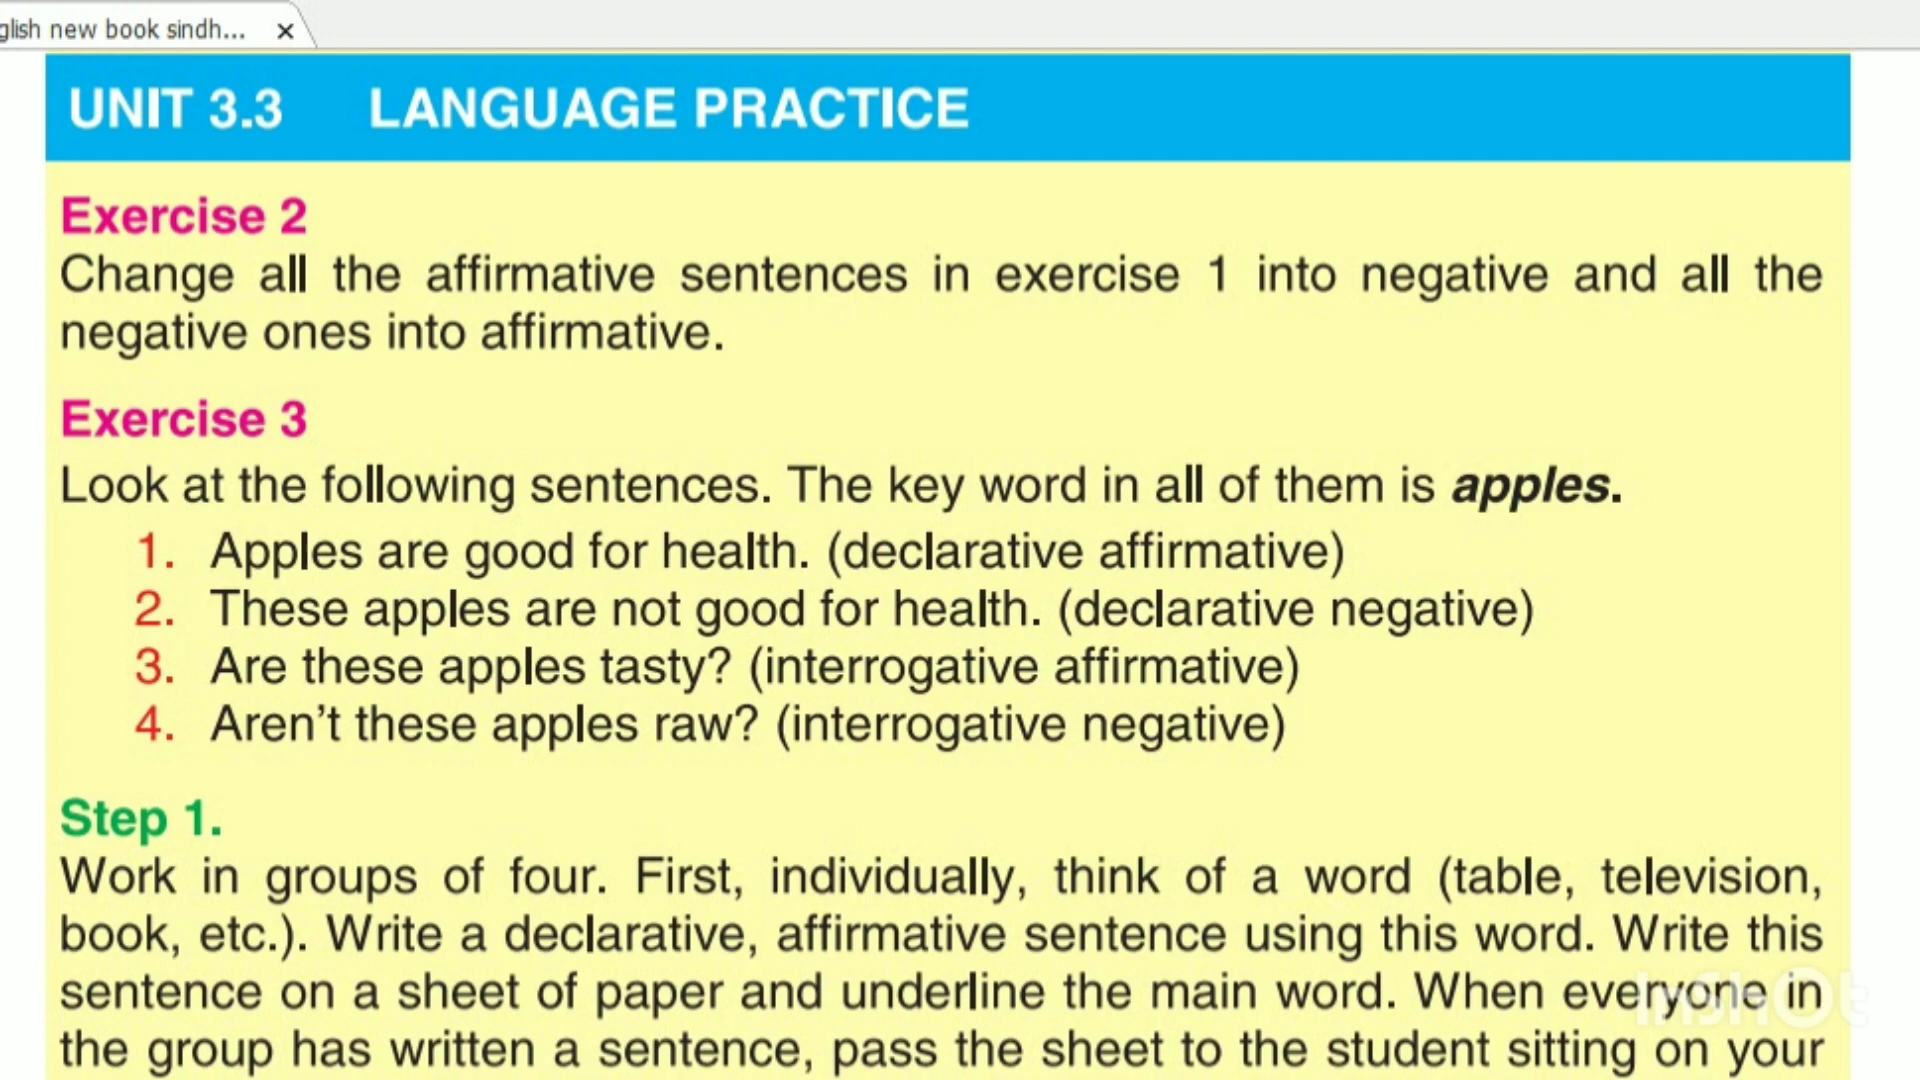 glish new book sindh...
UNIT 3.3 LANGUAGE PRACTICE
Exercise 2
Change all the affirmative sentences in exercise 1 into negative and all the
negative ones into affirmative.
Exercise 3
Look at the following sentences. The key word in all of them is apples.
1. Apples are good for health. (declarative affirmative)
2. These apples are not good for health. (declarative negative)
3. Are these apples tasty? (interrogative affirmative)
4. Aren’t these apples raw? (interrogative negative)
Step 1.
Work in groups of four. First, individually, think of a word (table, television,
book, etc.). Write a declarative, affirmative sentence using this word. Write this
sentence on a sheet of paper and underline the main word. When everyone in
the group has written a sentence, pass the sheet to the student sitting on your
InShOt